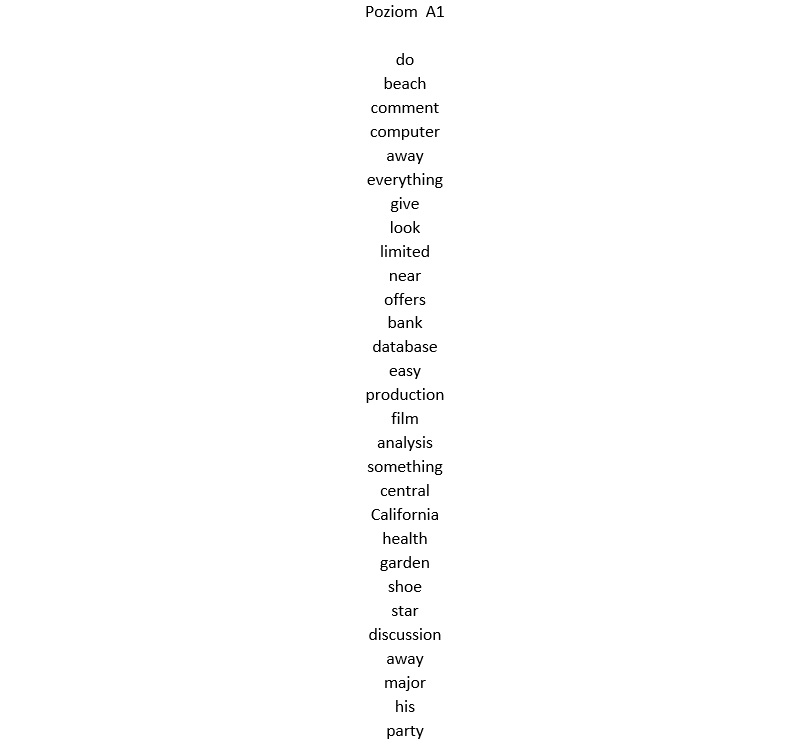 Poziom  A1
do
beach
comment
computer
away
everything
give
look
limited
near
offers
bank
database
easy
production
film
analysis
something
central
California
health
garden
shoe
star
discussion
away
major
his
party